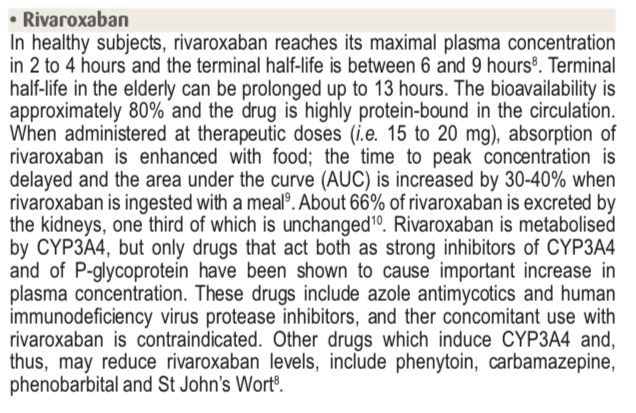 • Rivaroxaban
In healthy subjects, rivaroxaban reaches its maximal plasma concentration
in 2 to 4 hours and the terminal half-life is between 6 and 9 hours⁸. Terminal
half-life in the elderly can be prolonged up to 13 hours. The bioavailability is
approximately 80% and the drug is highly protein-bound in the circulation.
When administered at therapeutic doses (i.e. 15 to 20 mg), absorption of
rivaroxaban is enhanced with food; the time to peak concentration is
delayed and the area under the curve (AUC) is increased by 30-40% when
rivaroxaban is ingested with a meal⁹. About 66% of rivaroxaban is excreted by
the kidneys, one third of which is unchanged¹⁰. Rivaroxaban is metabolised
by CYP3A4, but only drugs that act both as strong inhibitors of CYP3A4
and of P-glycoprotein have been shown to cause important increase in
plasma concentration. These drugs include azole antimycotics and human
immunodeficiency virus protease inhibitors, and ther concomitant use with
rivaroxaban is contraindicated. Other drugs which induce CYP3A4 and,
thus, may reduce rivaroxaban levels, include phenytoin, carbamazepine,
phenobarbital and St John's Wort⁸.